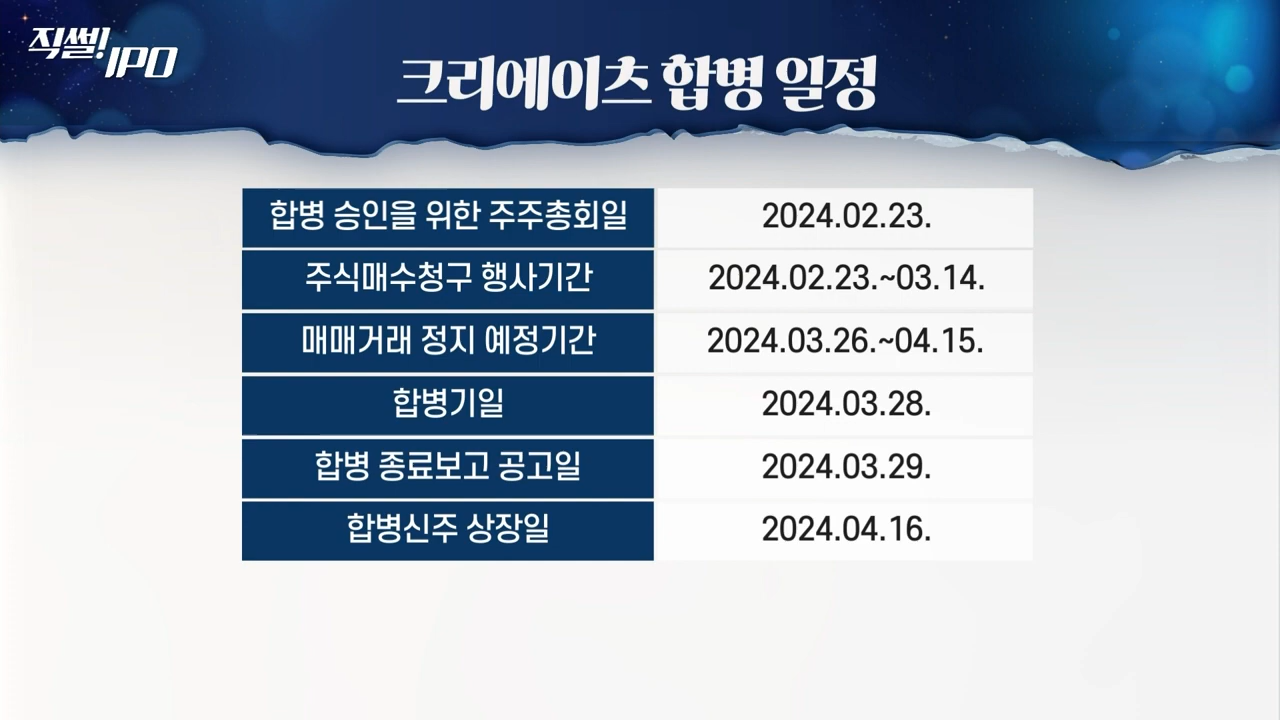 직썰!
IPO
크리에이츠 합병 일정
합병 승인을 위한 주주총회일 2024.02.23.
주식매수청구 행사기간 2024.02.23.~03.14.
매매거래 정지 예정기간 2024.03.26.~04.15.
합병기일 2024.03.28.
합병 종료보고 공고일 2024.03.29.
합병신주 상장일 2024.04.16.